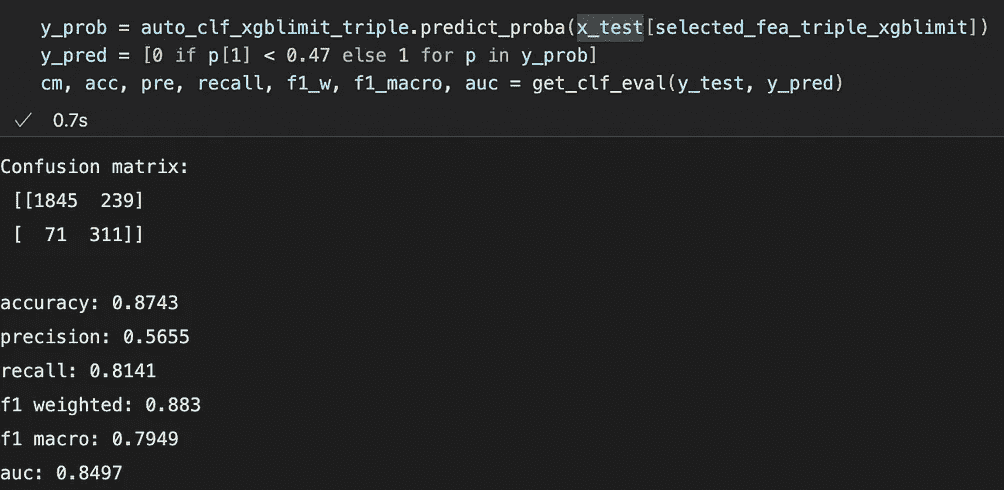 y_prob = auto_clf_xgblimit_triple.predict_proba(x_test[selected_fea_triple_xgblimit])
y_pred = [0 if p[1] < 0.47 else 1 for p in y_prob]
cm, acc, pre, recall, f1_w, f1_macro, auc = get_clf_eval(y_test, y_pred)
✓ 0.7s
Confusion matrix:
[[1845 239]
[ 71 311]]
accuracy: 0.8743
precision: 0.5655
recall: 0.8141
f1 weighted: 0.883
f1 macro: 0.7949
auc: 0.8497